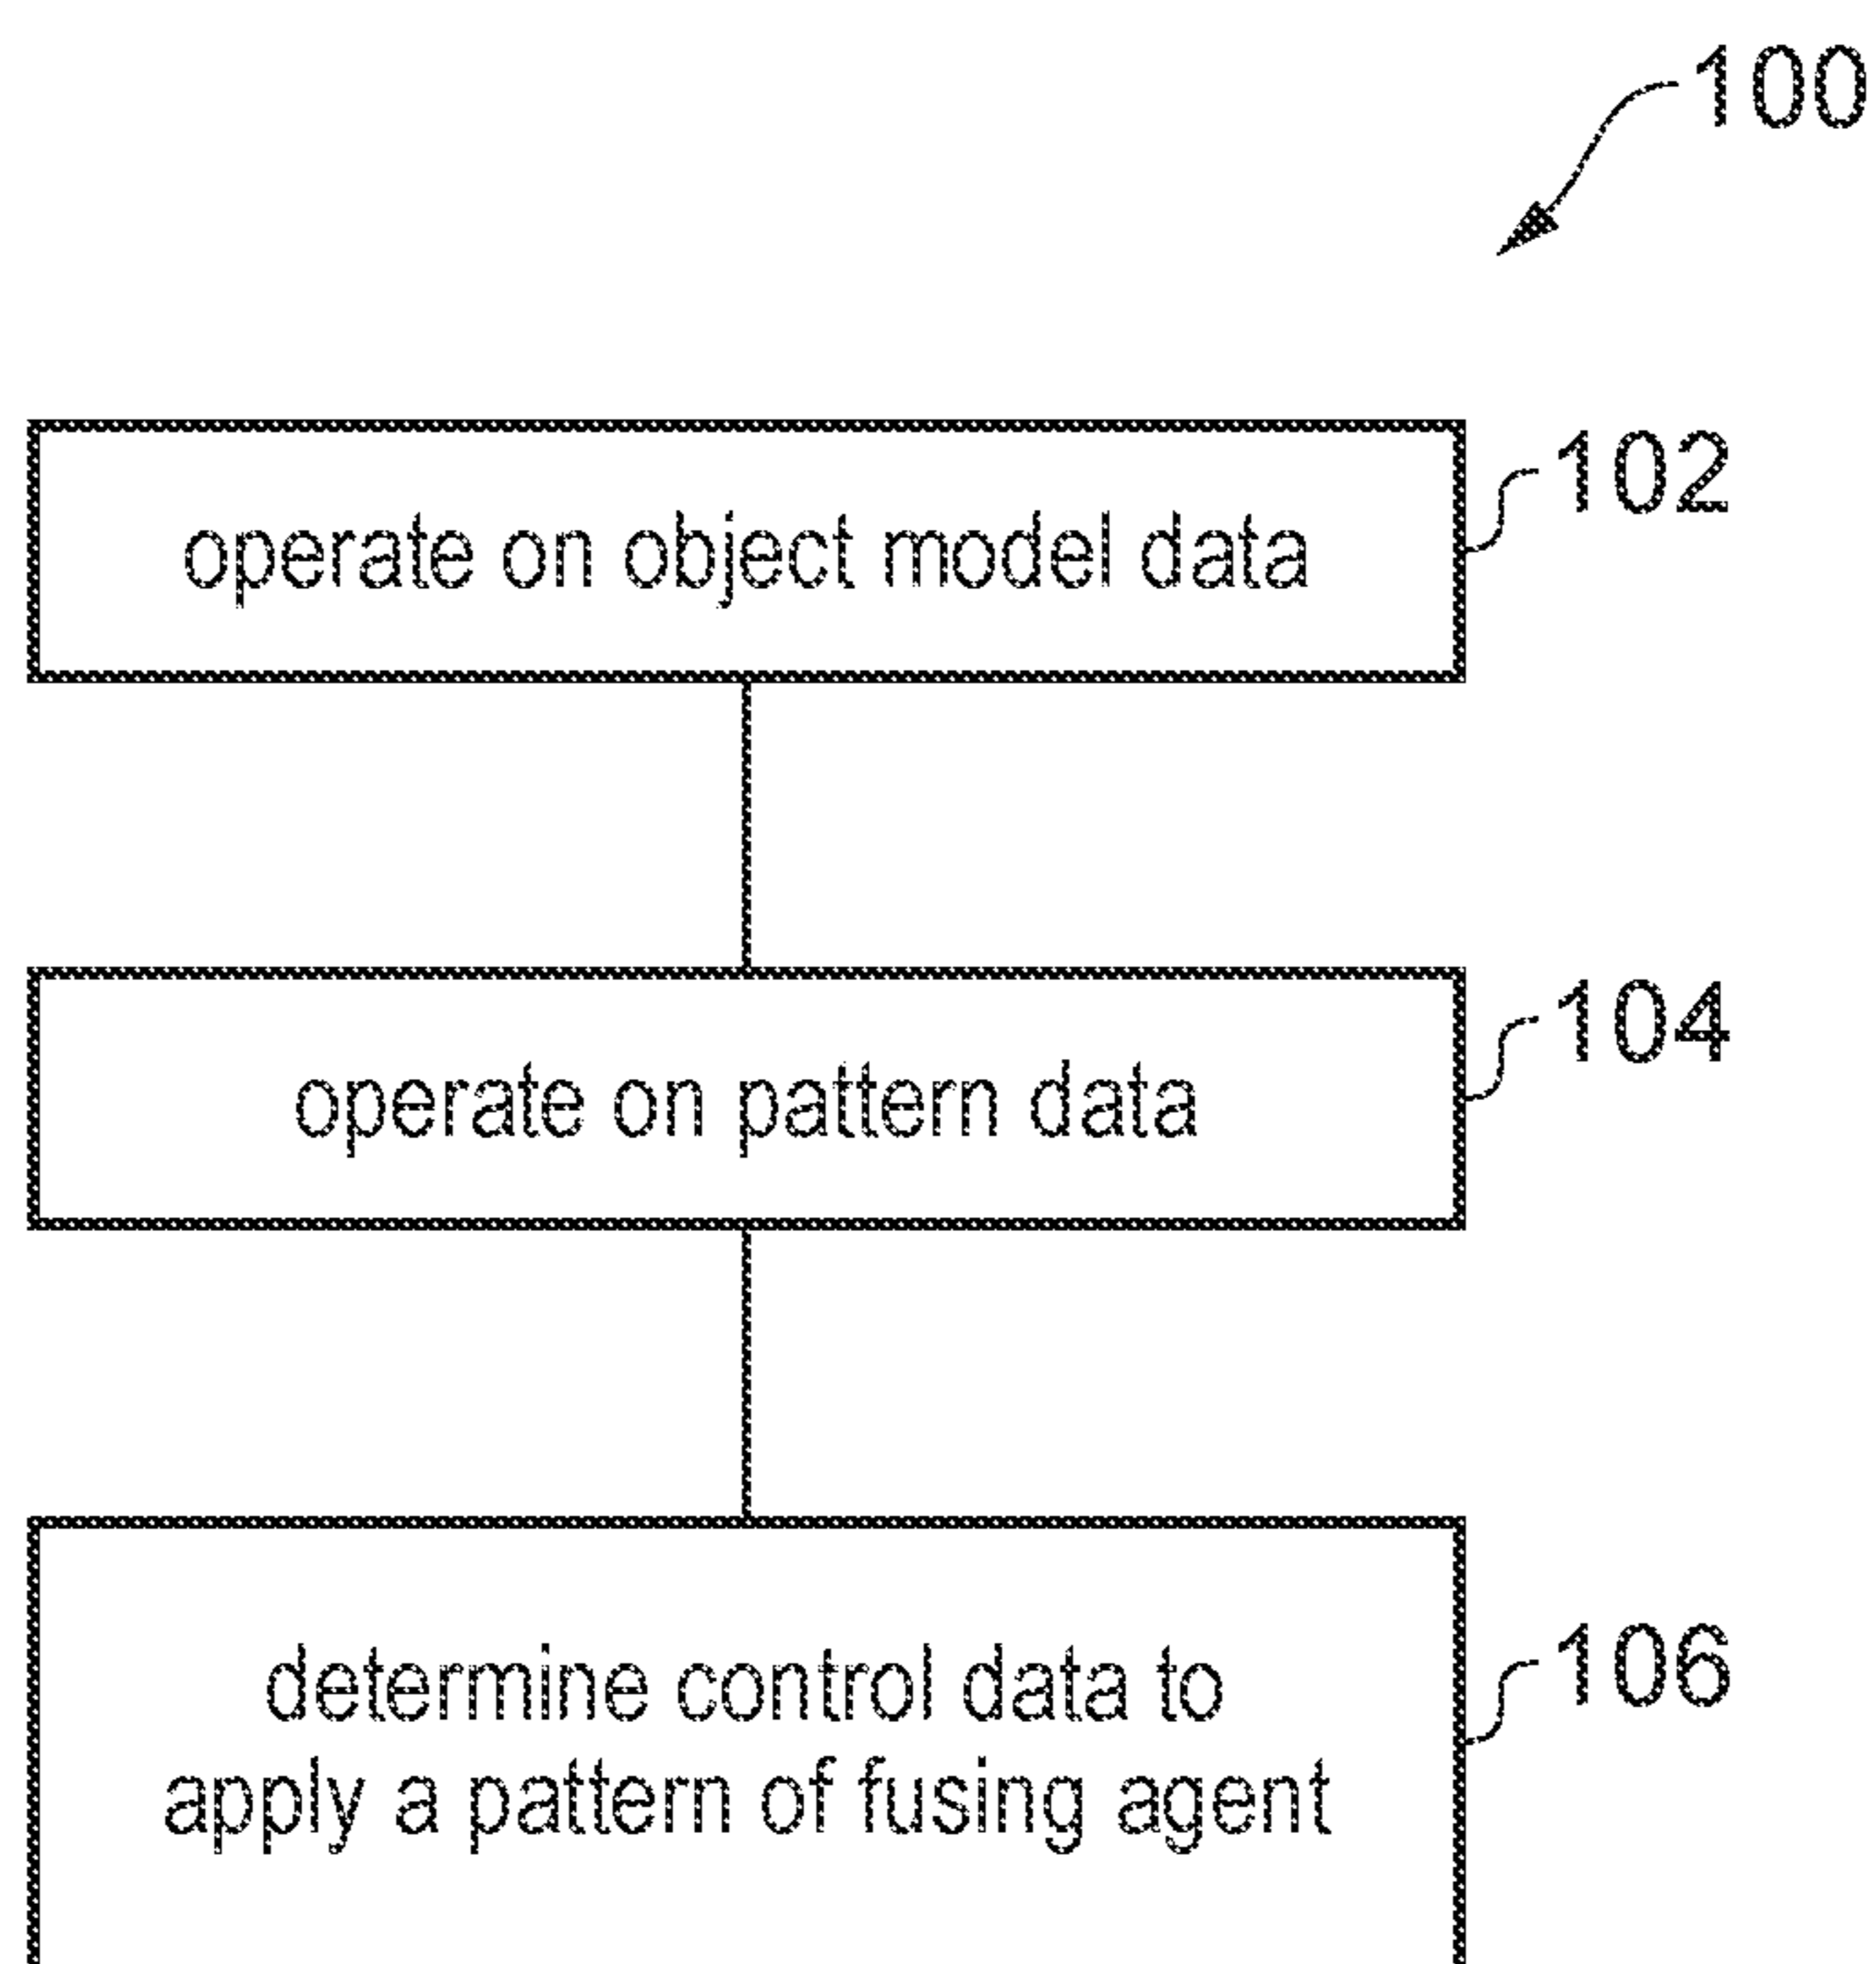 100
102
operate on object model data
104
operate on pattern data
106
determine control data to
apply a pattern of fusing agent